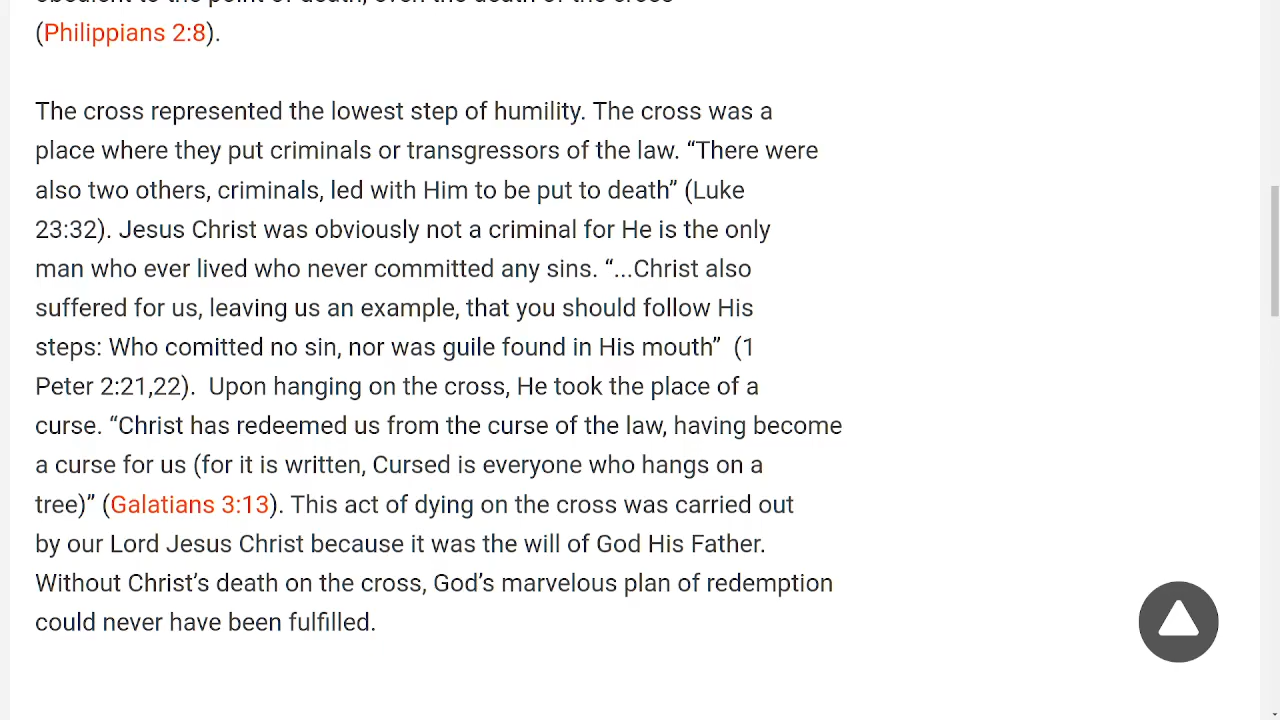 (Philippians 2:8).
The cross represented the lowest step of humility. The cross was a
place where they put criminals or transgressors of the law. “There were
also two others, criminals, led with Him to be put to death” (Luke
23:32). Jesus Christ was obviously not a criminal for He is the only
man who ever lived who never committed any sins. “...Christ also
suffered for us, leaving us an example, that you should follow His
steps: Who comitted no sin, nor was guile found in His mouth”  (1
Peter 2:21,22).  Upon hanging on the cross, He took the place of a
curse. “Christ has redeemed us from the curse of the law, having become
a curse for us (for it is written, Cursed is everyone who hangs on a
tree)” (Galatians 3:13). This act of dying on the cross was carried out
by our Lord Jesus Christ because it was the will of God His Father.
Without Christ’s death on the cross, God’s marvelous plan of redemption
could never have been fulfilled.